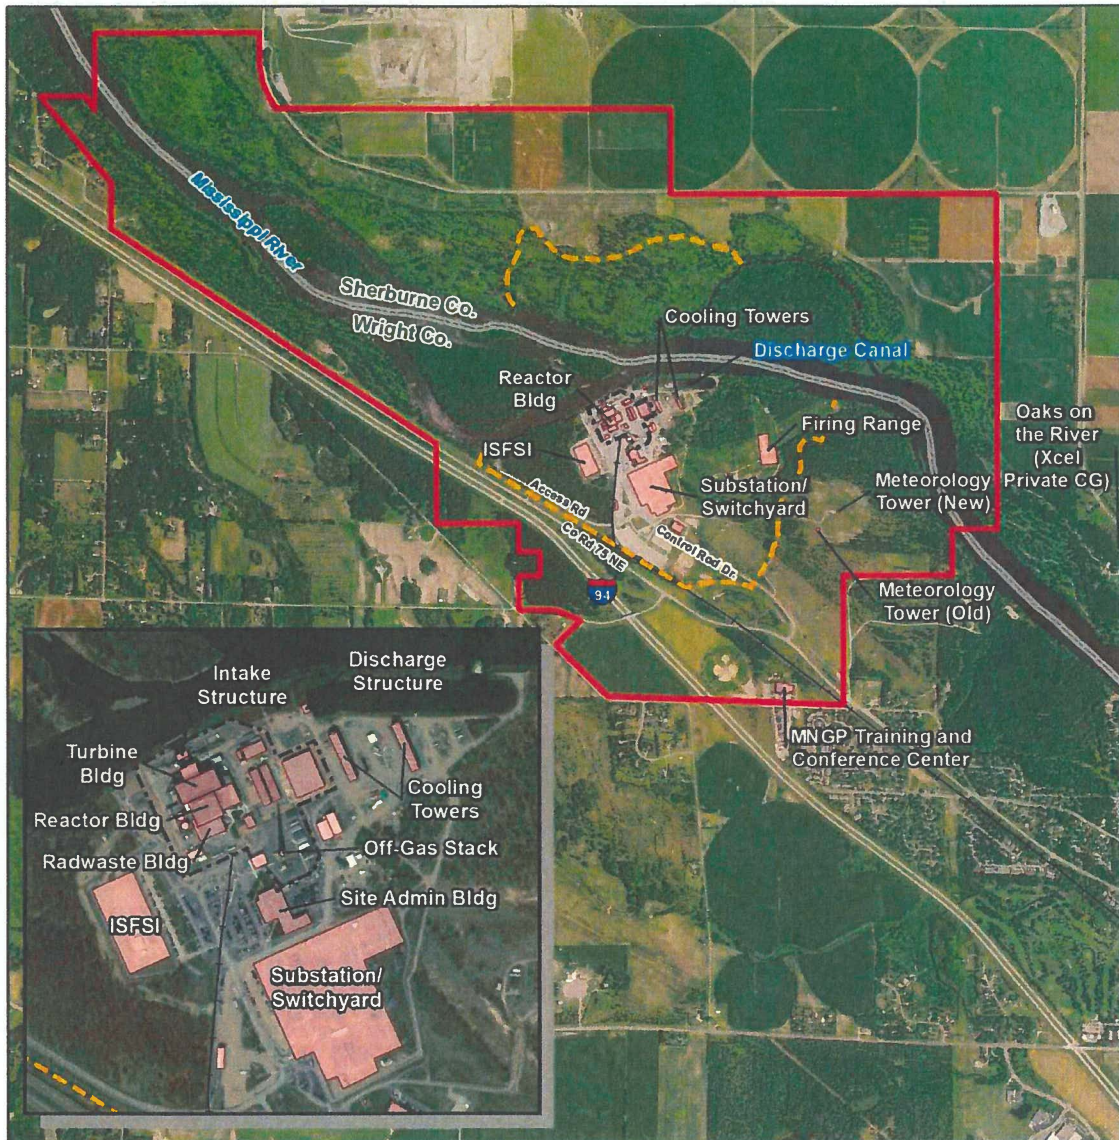 Mississippi River
Sherburne Co.
Wright Co.
Cooling Towers
Discharge Canal
Reactor
Bldg
Firing Range
Oaks on
the River
(Xcel
Private CG)
ISFSI
Substation/
Switchyard
Meteorology
Tower (New)
Access Rd
Co Rd 75 NE
Control Rod Dr.
94
Meteorology
Tower (Old)
MNGP Training and
Conference Center
Intake
Structure
Discharge
Structure
Turbine
Bldg
Cooling
Towers
Reactor Bldg
Radwaste Bldg
Off-Gas Stack
Site Admin Bldg
ISFSI
Substation/
Switchyard